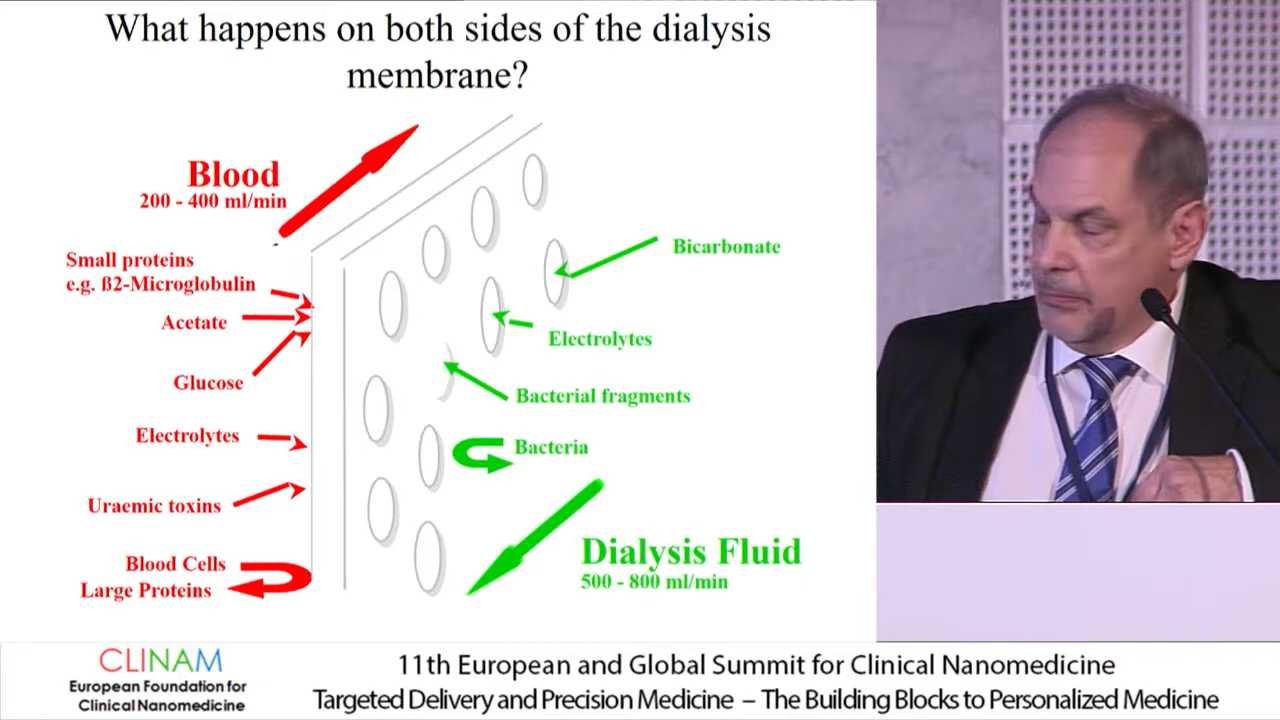 What happens on both sides of the dialysis
membrane?
Blood
200 - 400 ml/min
Small proteins
e.g. ß2-Microglobulin
Acetate
Glucose
Electrolytes
Uraemic toxins
Blood Cells
Large Proteins
Bicarbonate
Electrolytes
Bacterial fragments
Bacteria
Dialysis Fluid
500 - 800 ml/min
CLINAM
European Foundation for
Clinical Nanomedicine
11th European and Global Summit for Clinical Nanomedicine
Targeted Delivery and Precision Medicine – The Building Blocks to Personalized Medicine